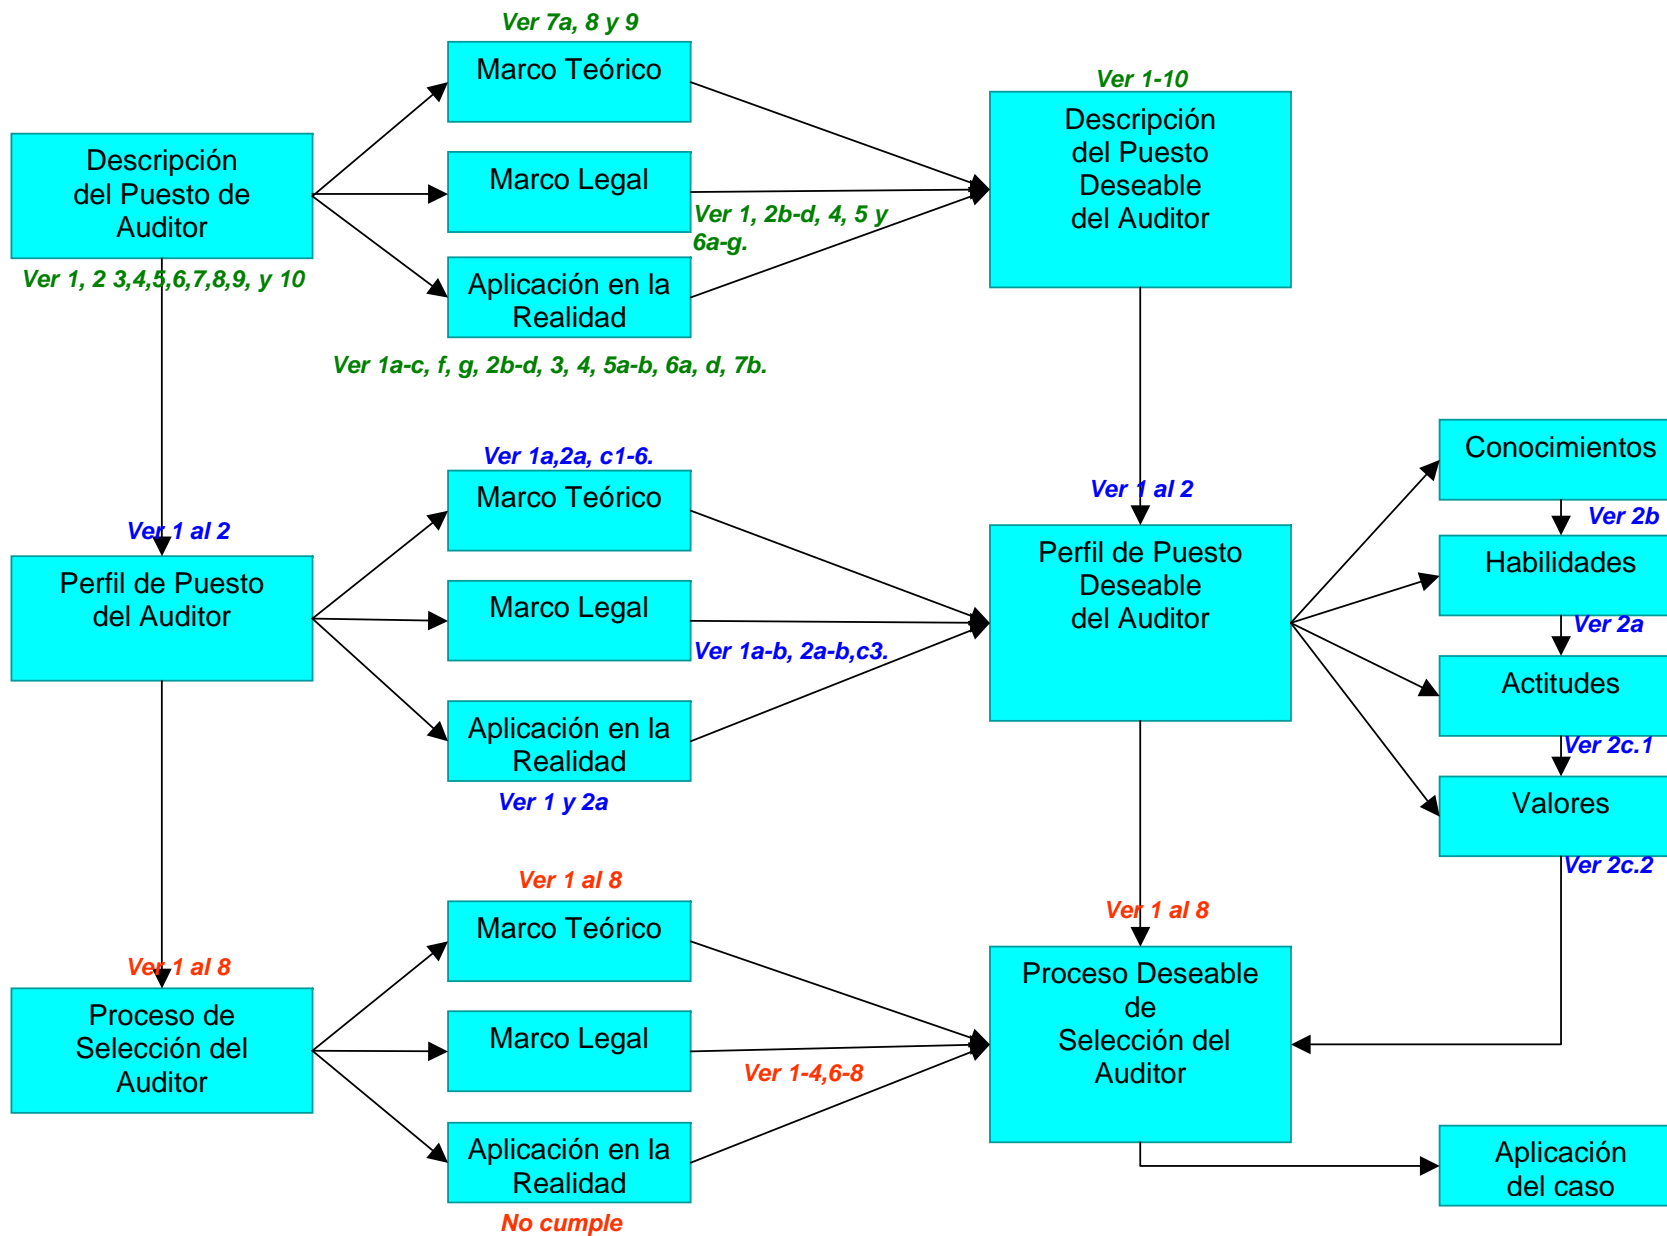 Ver 7a, 8 y 9
Marco Teórico
Ver 1-10
Descripción
del Puesto
Deseable
del Auditor
Descripción
del Puesto de
Auditor
Marco Legal
Ver 1, 2b-d, 4, 5 y
6a-g.
Ver 1, 2 3,4,5,6,7,8,9, y 10
Aplicación en la
Realidad
Ver 1a-c, f, g, 2b-d, 3, 4, 5a-b, 6a, d, 7b.
Ver 1a,2a, c1-6.
Marco Teórico
Ver 1 al 2
Conocimientos
Ver 2b
Ver 1 al 2
Perfil de Puesto
del Auditor
Perfil de Puesto
Deseable
del Auditor
Habilidades
Ver 2a
Marco Legal
Ver 1a-b, 2a-b,c3.
Actitudes
Ver 2c.1
Aplicación en la
Realidad
Ver 1 y 2a
Valores
Ver 2c.2
Ver 1 al 8
Marco Teórico
Ver 1 al 8
Ver 1 al 8
Proceso de
Selección del
Auditor
Proceso Deseable
de
Selección del
Auditor
Marco Legal
Ver 1-4,6-8
Aplicación en la
Realidad
No cumple
Aplicación
del caso